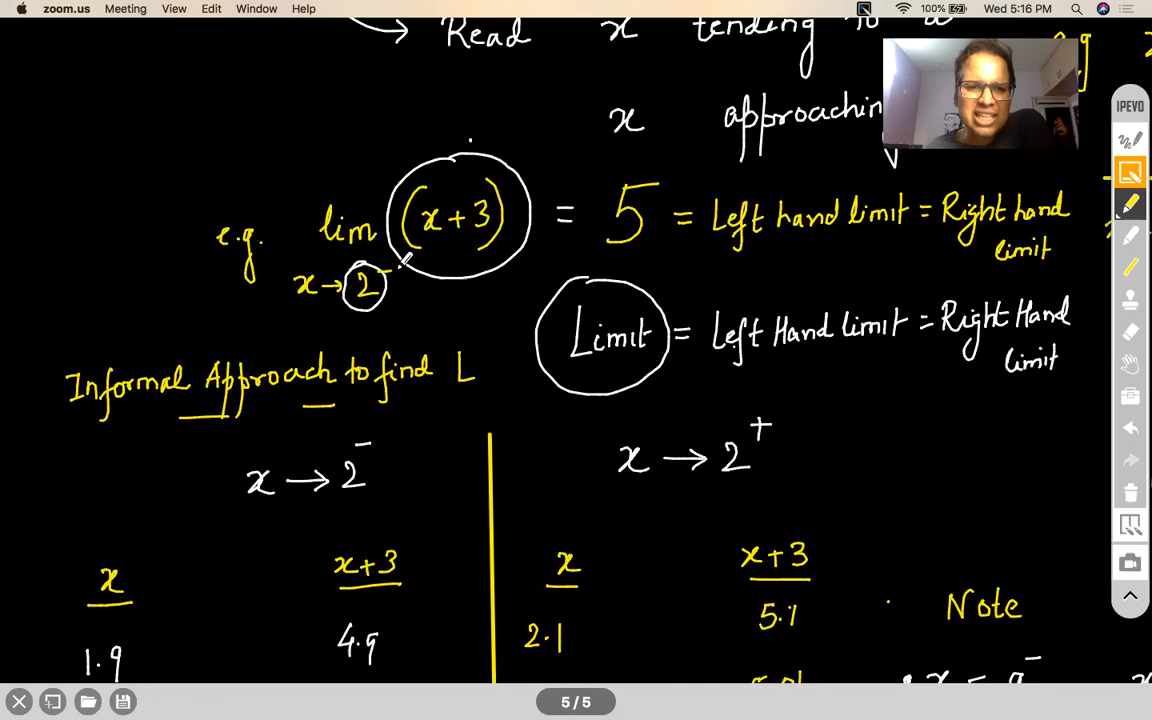 zoom.us Meeting View Edit Window Help 100% Wed 5:16 PM
→ Read x tending to a
e.g
x approaching
IPEVO
e.g. lim (x+3) = 5 = Left hand limit = Right hand limit
x→2⁻
Limit = Left Hand limit = Right Hand limit
Informal Approach to find L
x → 2⁻
x → 2⁺
x x+3
1.9 4.9
x x+3
2.1 5.1
Note
5/5